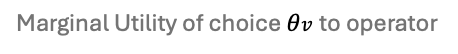 Marginal Utility of choice θv to operator